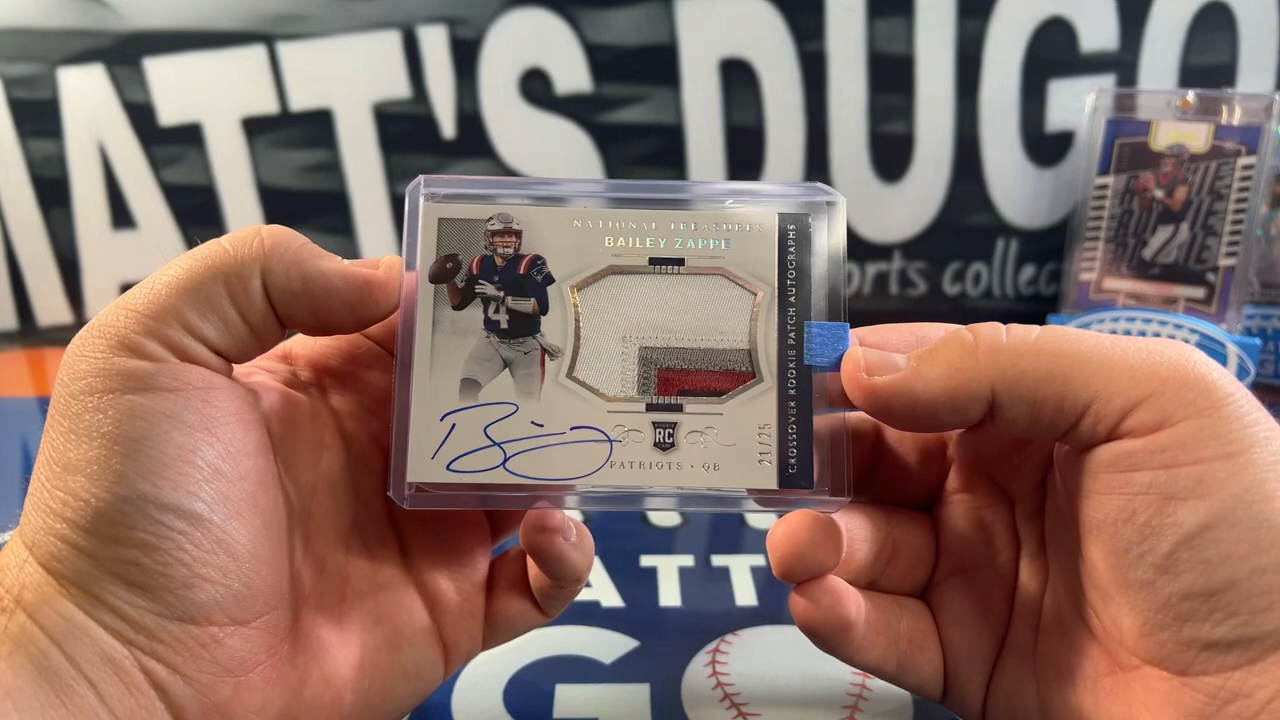 MATT'S DUGO
orts collec
NATIONAL TREASURES
BAILEY ZAPPE
4
CROSSOVER ROOKIE PATCH AUTOGRAPHS
RC
PATRIOTS • QB
21/25
ATT
GO